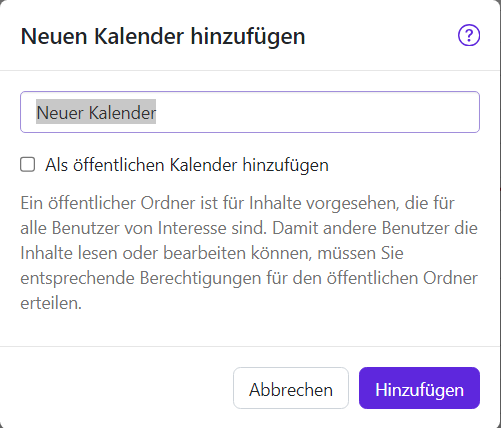 Neuen Kalender hinzufügen
?
Neuer Kalender
Als öffentlichen Kalender hinzufügen
Ein öffentlicher Ordner ist für Inhalte vorgesehen, die für
alle Benutzer von Interesse sind. Damit andere Benutzer die
Inhalte lesen oder bearbeiten können, müssen Sie
entsprechende Berechtigungen für den öffentlichen Ordner
erteilen.
Abbrechen
Hinzufügen